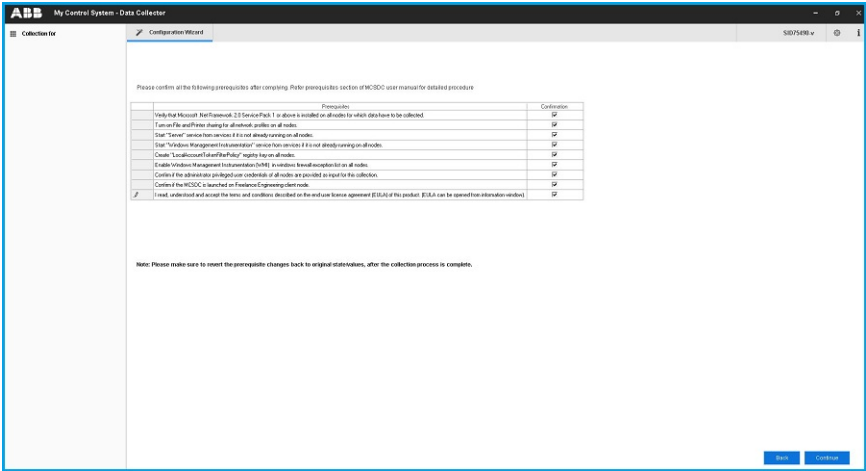 ABB My Control System - Data Collector
Collection for
Configuration Wizard
SID75498.v
Please confirm all the following prerequisites after complying. Refer prerequisites section of MCSDC user manual for detailed procedure
Prerequisites Confirmation
Verify that Microsoft .Net Framework 2.0 Service Pack 1 or above is installed on all nodes for which data have to be collected.
Turn on File and Printer sharing for all network profiles on all nodes.
Start "Server" service from services if it is not already running on all nodes.
Start "Windows Management Instrumentation" service from services if it is not already running on all nodes.
Create "LocalAccountTokenFilterPolicy" registry key on all nodes.
Enable Windows Management Instrumentation (WMI) in windows firewall exception list on all nodes.
Confirm if the administrator privileged user credentials of all nodes are provided as input for this collection.
Confirm if the MCSDC is launched on Freelance Engineering client node.
I read, understand and accept the terms and conditions described on the end user license agreement (EULA) of this product. (EULA can be opened from information window).
Note: Please make sure to revert the prerequisite changes back to original state/values, after the collection process is complete.
Back Continue